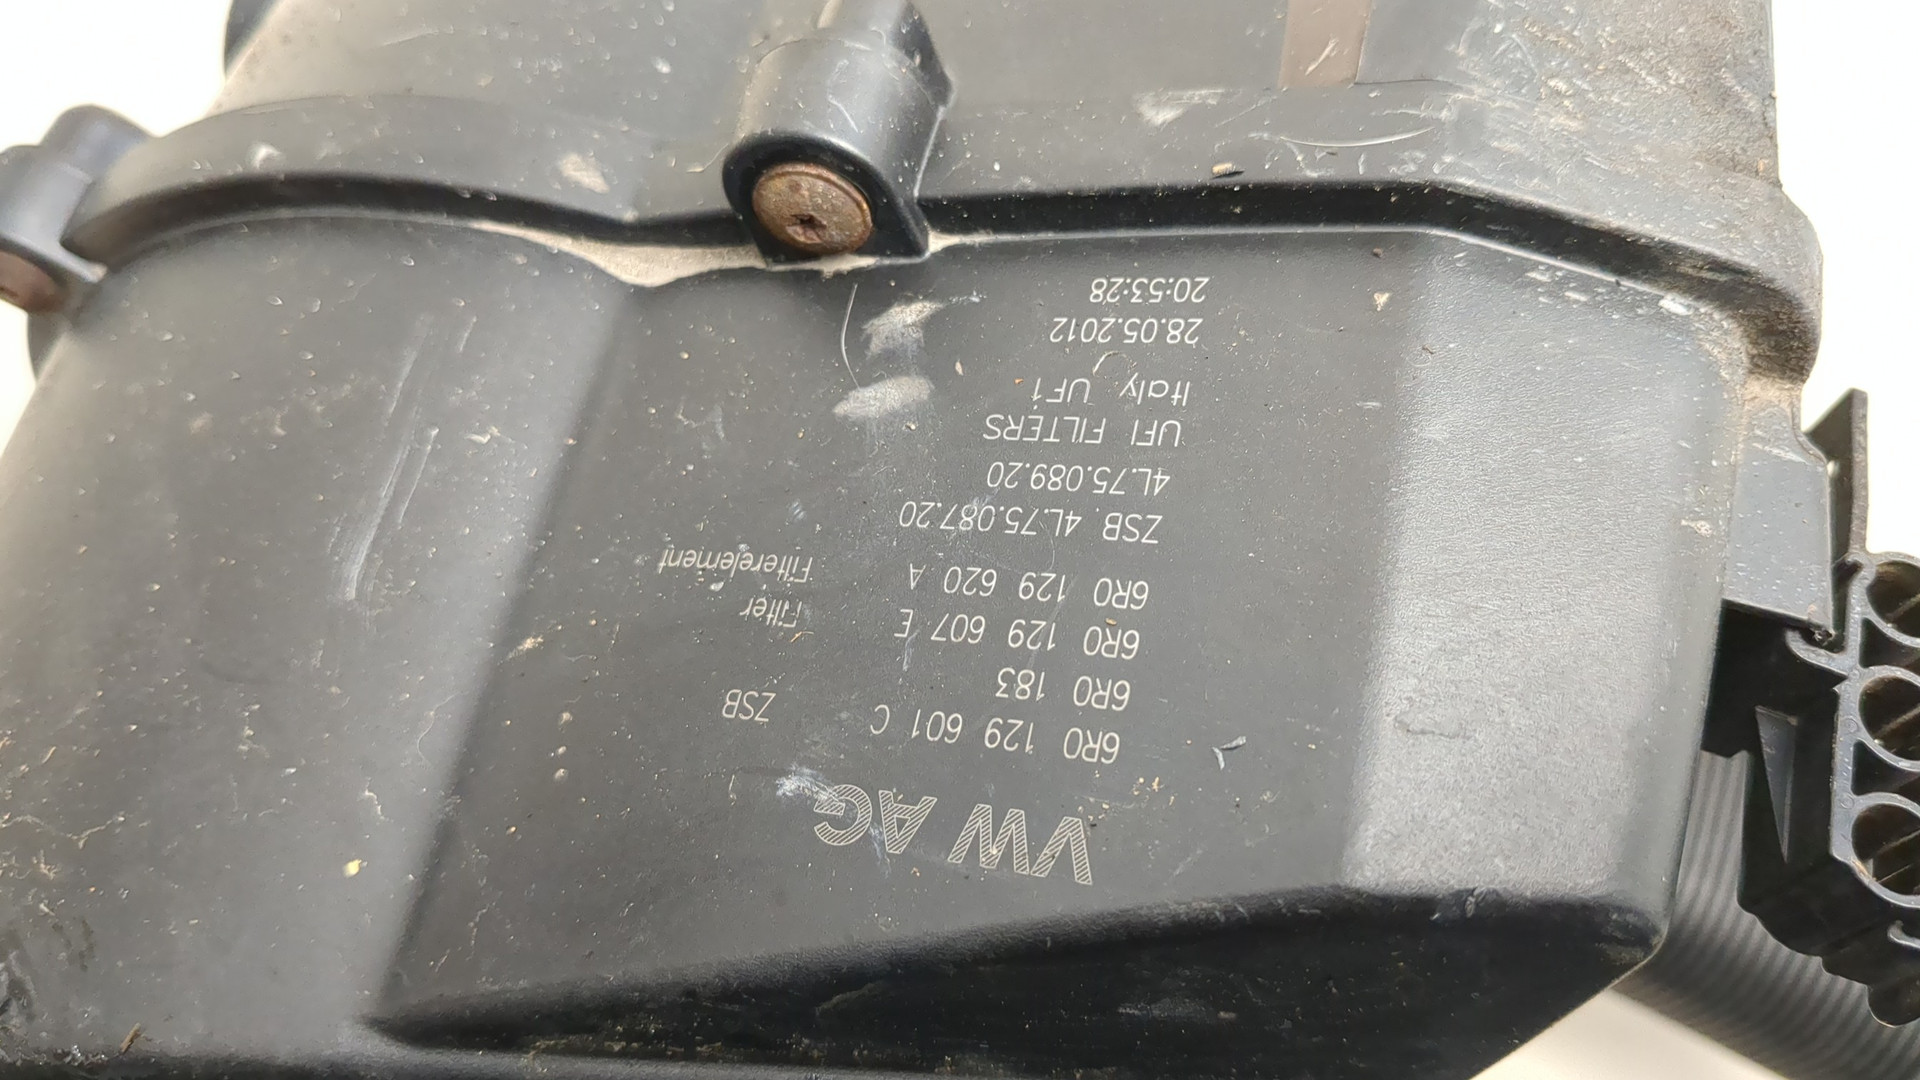 VW AG
6R0 129 601 C ZSB
6R0 183
6R0 129 607 E Filter
6R0 129 620 A Filterelement
ZSB 4L.75.087.20
4L.75.089.20
UFI FILTERS
Italy UF1
28.05.2012
20:53:28